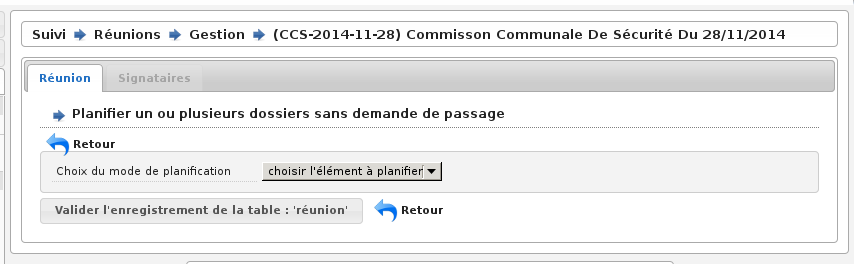 Suivi Réunions Gestion (CCS-2014-11-28) Commisson Communale De Sécurité Du 28/11/2014
Réunion Signataires
Planifier un ou plusieurs dossiers sans demande de passage
Retour
Choix du mode de planification choisir l'élément à planifier
Valider l'enregistrement de la table : 'réunion' Retour